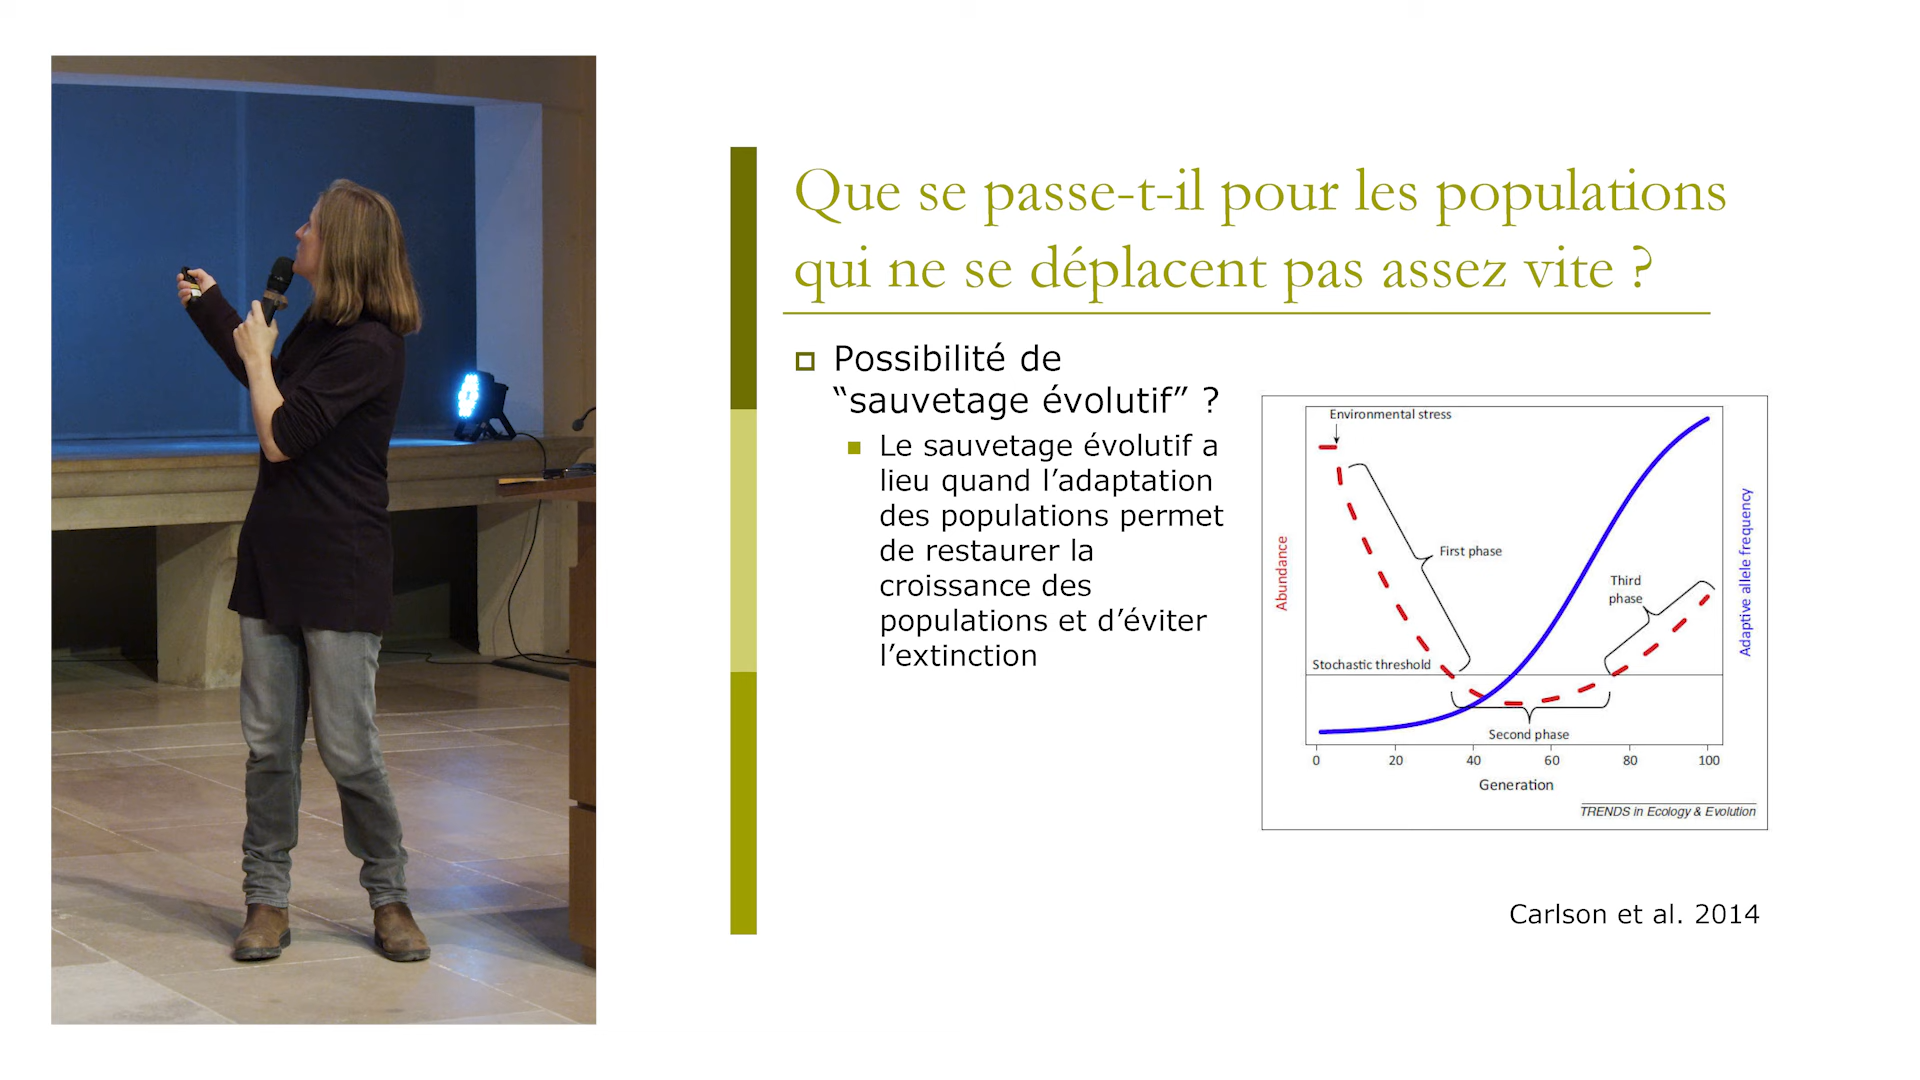 Que se passe-t-il pour les populations
qui ne se déplacent pas assez vite ?
Possibilité de
“sauvetage évolutif” ?
Le sauvetage évolutif a
lieu quand l’adaptation
des populations permet
de restaurer la
croissance des
populations et d’éviter
l’extinction
Environmental stress
First phase
Third
phase
Stochastic threshold
Second phase
Abundance
Adaptive allele frequency
0 20 40 60 80 100
Generation
TRENDS in Ecology & Evolution
Carlson et al. 2014